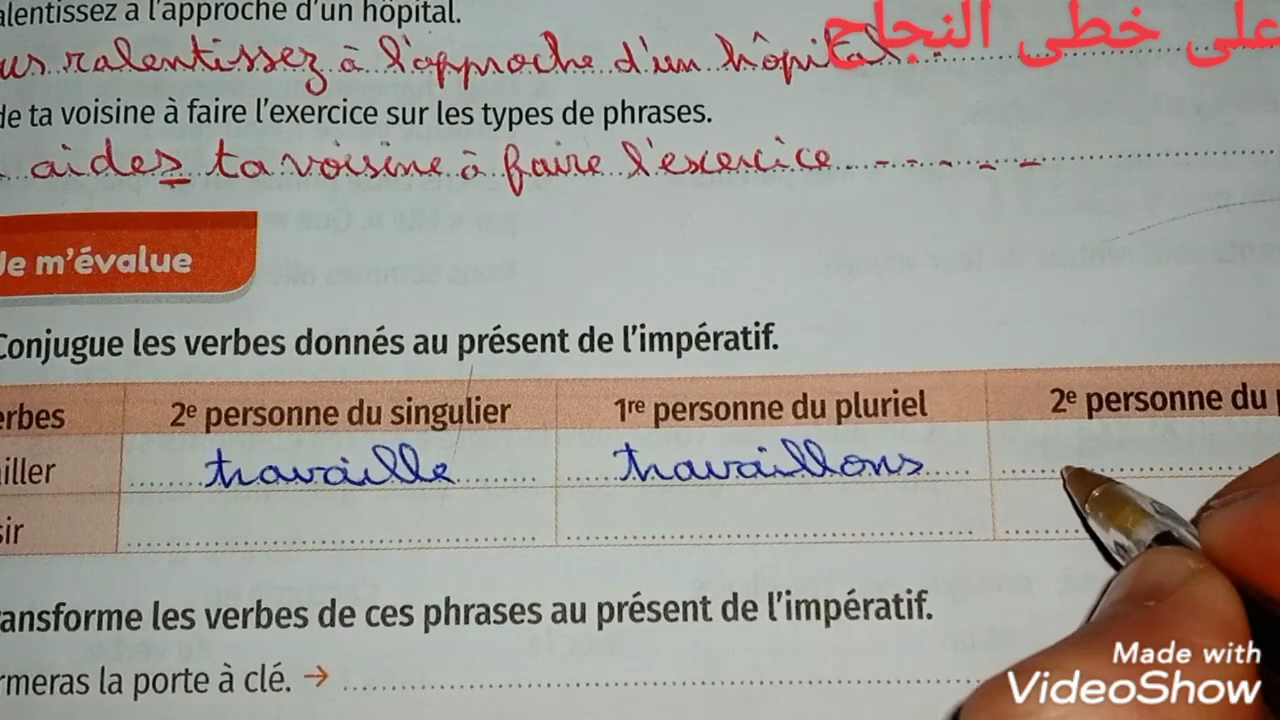 alentissez à l'approche d'un hôpital.
على خطى النجاح
us ralentissez à l'approche d'un hôpital.
de ta voisine à faire l'exercice sur les types de phrases.
aides ta voisine à faire l'excercice
Je m'évalue
Conjugue les verbes donnés au présent de l'impératif.
erbes 2e personne du singulier 1re personne du pluriel 2e personne du
iller travaille travaillons
sir
ransforme les verbes de ces phrases au présent de l'impératif.
rmeras la porte à clé. →
Made with
VideoShow